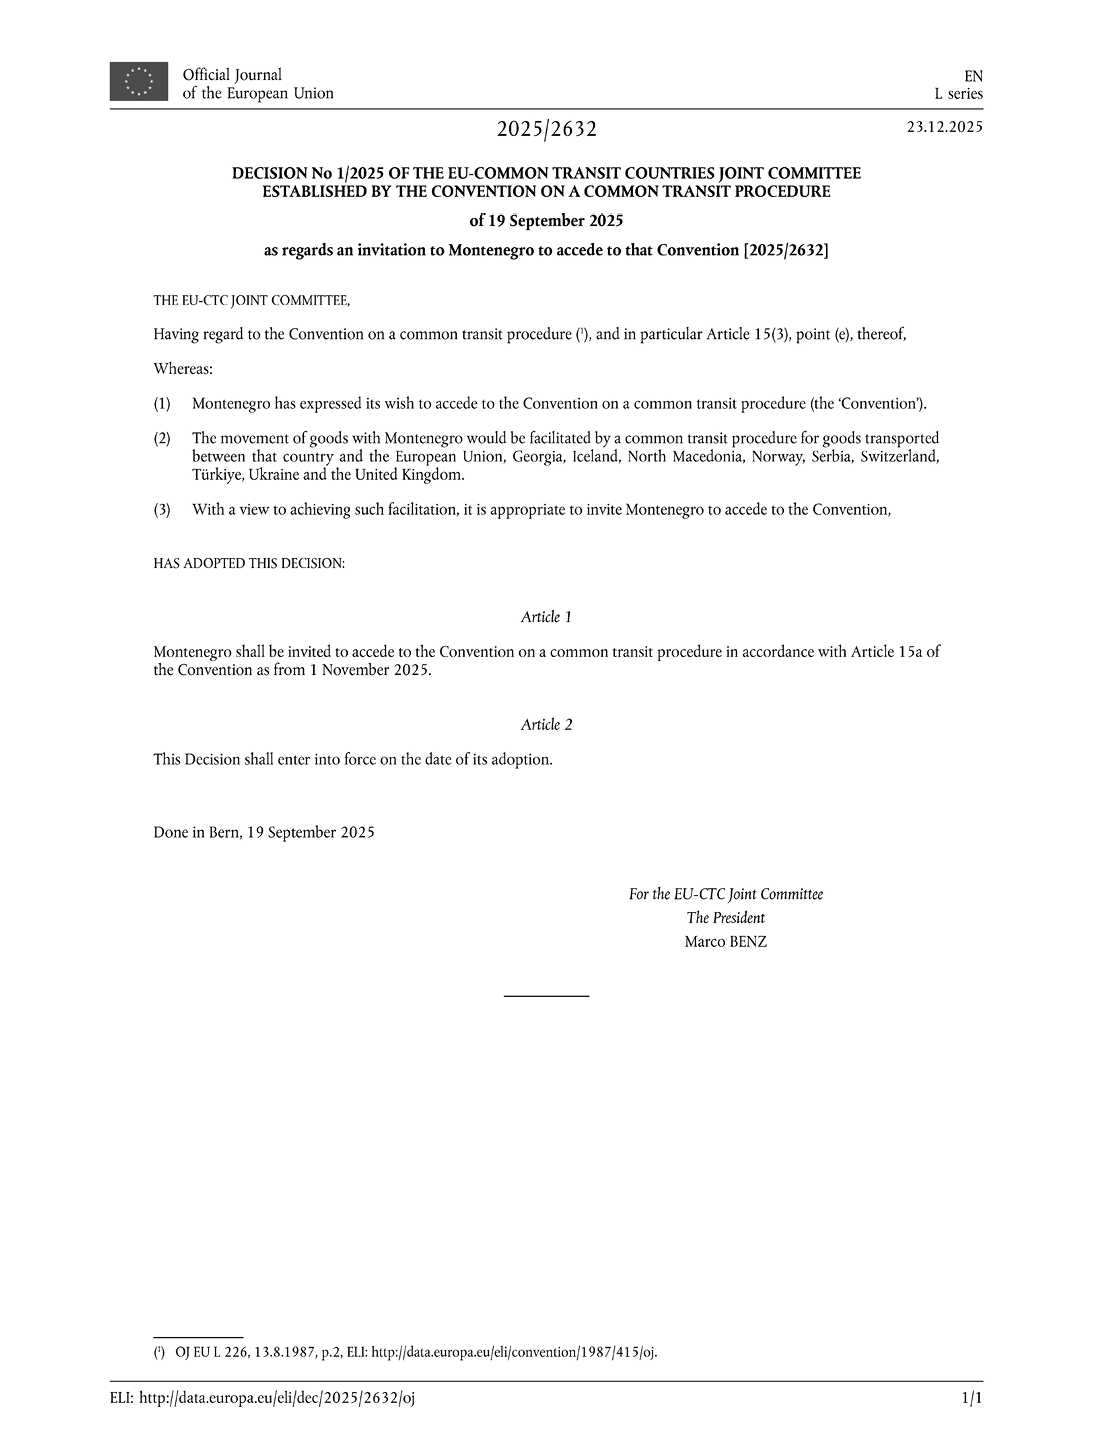 Official Journal
of the European Union
EN
L series
2025/2632
23.12.2025
DECISION No 1/2025 OF THE EU-COMMON TRANSIT COUNTRIES JOINT COMMITTEE
ESTABLISHED BY THE CONVENTION ON A COMMON TRANSIT PROCEDURE
of 19 September 2025
as regards an invitation to Montenegro to accede to that Convention [2025/2632]
THE EU-CTC JOINT COMMITTEE,
Having regard to the Convention on a common transit procedure (¹), and in particular Article 15(3), point (e), thereof,
Whereas:
(1) Montenegro has expressed its wish to accede to the Convention on a common transit procedure (the ‘Convention’).
(2) The movement of goods with Montenegro would be facilitated by a common transit procedure for goods transported
between that country and the European Union, Georgia, Iceland, North Macedonia, Norway, Serbia, Switzerland,
Türkiye, Ukraine and the United Kingdom.
(3) With a view to achieving such facilitation, it is appropriate to invite Montenegro to accede to the Convention,
HAS ADOPTED THIS DECISION:
Article 1
Montenegro shall be invited to accede to the Convention on a common transit procedure in accordance with Article 15a of
the Convention as from 1 November 2025.
Article 2
This Decision shall enter into force on the date of its adoption.
Done in Bern, 19 September 2025
For the EU-CTC Joint Committee
The President
Marco BENZ
(¹) OJ EU L 226, 13.8.1987, p.2, ELI: http://data.europa.eu/eli/convention/1987/415/oj.
ELI: http://data.europa.eu/eli/dec/2025/2632/oj
1/1